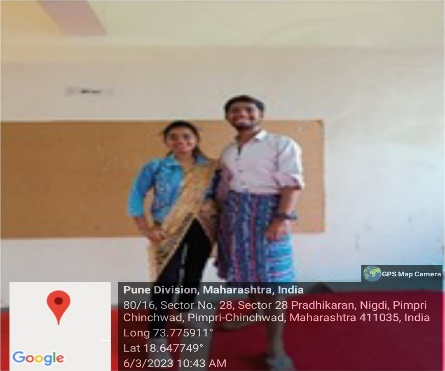 GPS Map Camera
Pune Division, Maharashtra, India
80/16, Sector No. 28, Sector 28 Pradhikaran, Nigdi, Pimpri
Chinchwad, Pimpri-Chinchwad, Maharashtra 411035, India
Long 73.775911°
Lat 18.647749°
6/3/2023 10:43 AM
Google